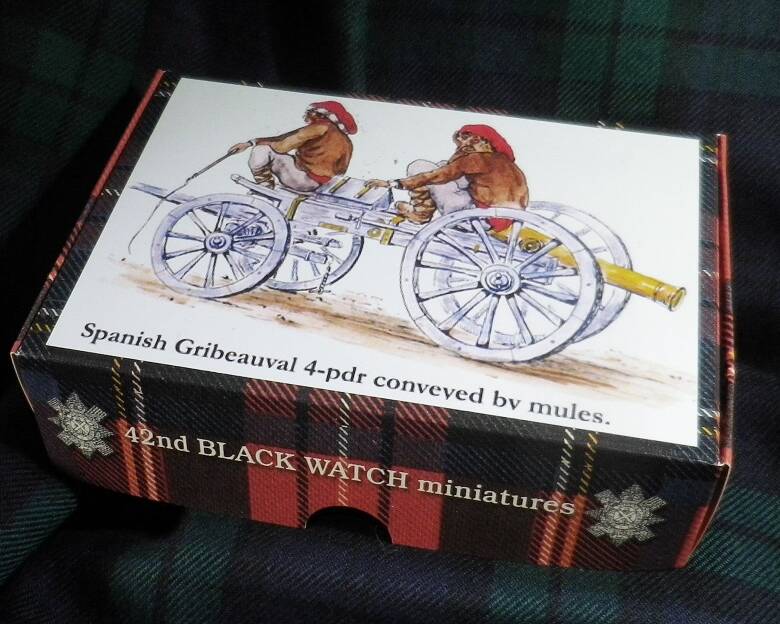 Spanish Gribeauval 4-pdr conveyed by mules.
42nd BLACK WATCH miniatures